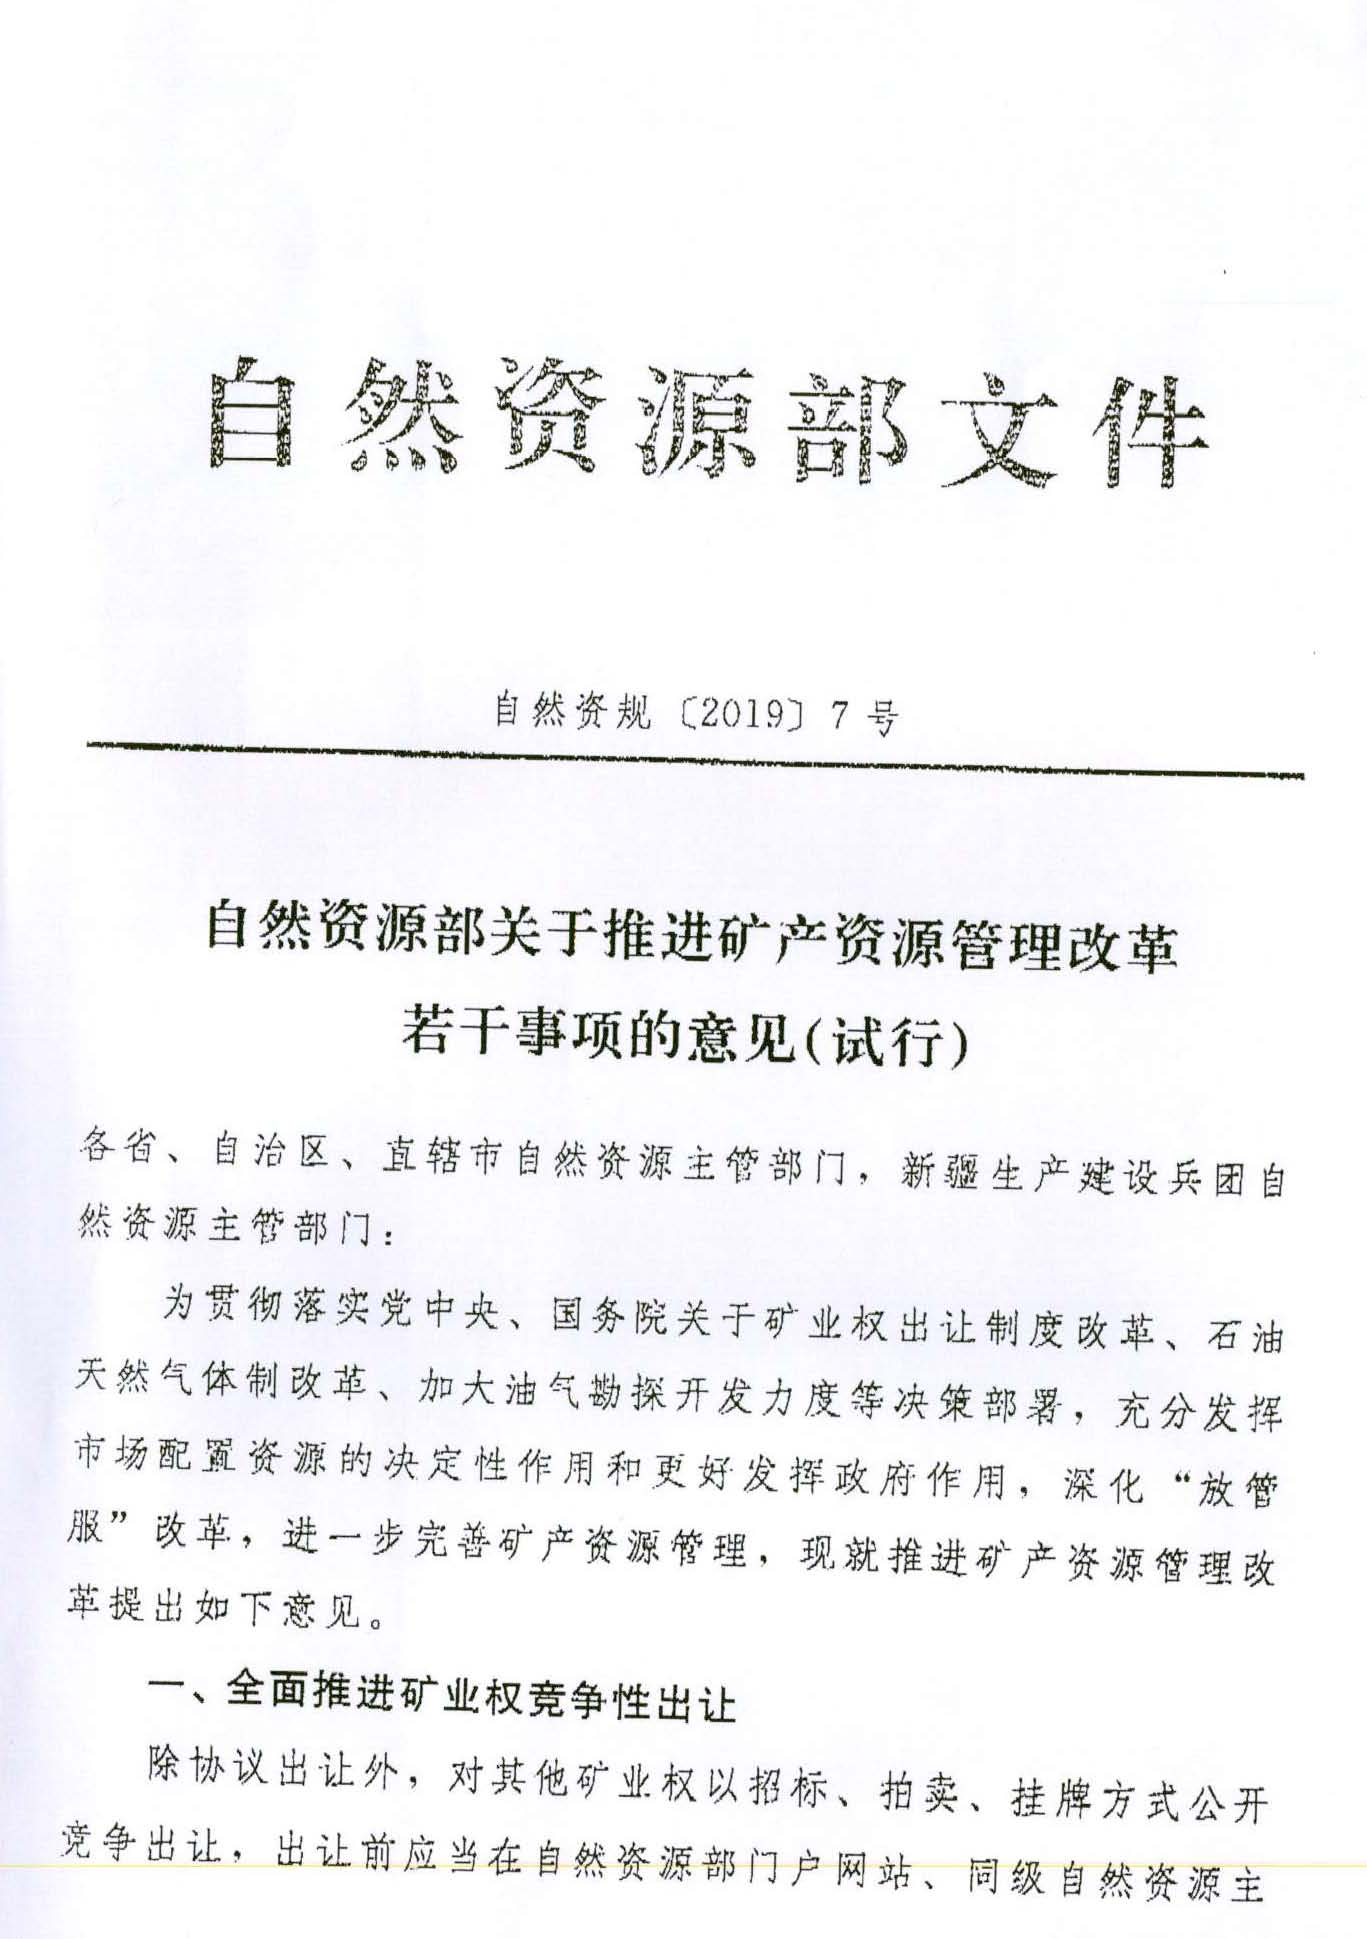 自然资源部文件
自然资规〔2019〕7号
自然资源部关于推进矿产资源管理改革
若干事项的意见(试行)
各省、自治区、直辖市自然资源主管部门，新疆生产建设兵团自
然资源主管部门：
为贯彻落实党中央、国务院关于矿业权出让制度改革、石油
天然气体制改革、加大油气勘探开发力度等决策部署，充分发挥
市场配置资源的决定性作用和更好发挥政府作用，深化“放管
服”改革，进一步完善矿产资源管理，现就推进矿产资源管理改
革提出如下意见。
一、全面推进矿业权竞争性出让
除协议出让外，对其他矿业权以招标、拍卖、挂牌方式公开
竞争出让，出让前应当在自然资源部门户网站、同级自然资源主